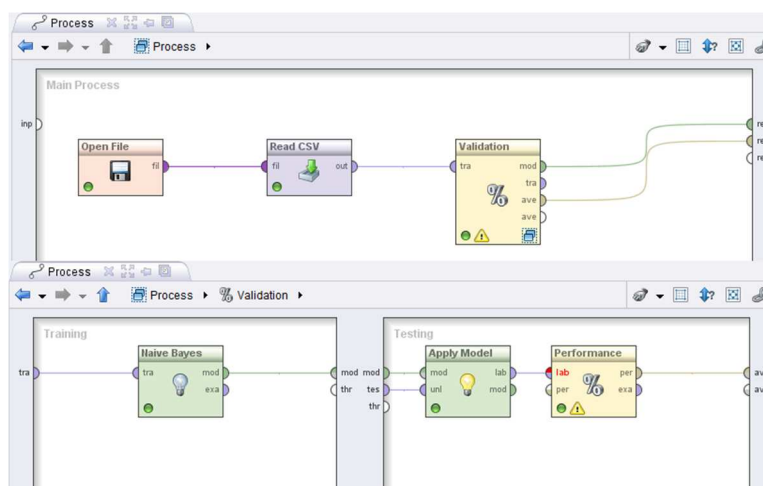 Process
Process
Main Process
inp
Open File
fil
Read CSV
fil out
Validation
tra mod
tra
ave
ave
re
re
re
Process
Process Validation
Training
tra
Naive Bayes
tra mod
exa
mod
thr
Testing
mod
tes
thr
Apply Model
mod lab
unl mod
Performance
lab per
per exa
av
av